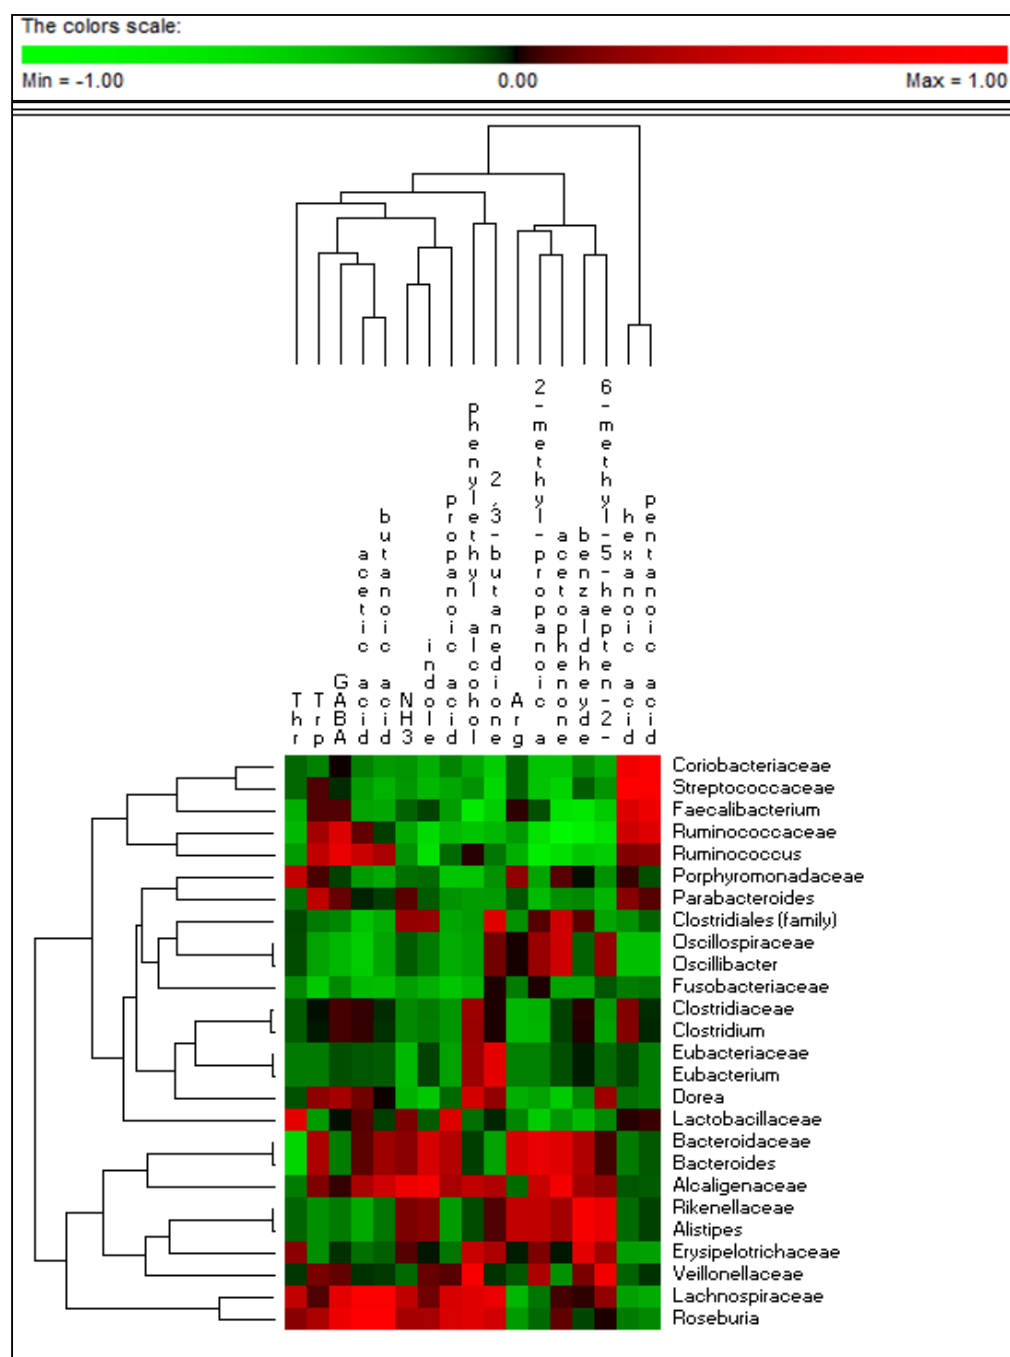 The colors scale:
Min = -1.00 0.00 Max = 1.00
Thr
Trp
GABA
acetic acid
butanoic acid
NH3
indole
propanoic acid
phenylethyl alcohol
2,3-butanedione
Arg
2-methyl-propanoic a
acetophenone
benzaldheyde
6-methyl-5-hepten-2-
hexanoic acid
pentanoic acid
Coriobacteriaceae
Streptococcaceae
Faecalibacterium
Ruminococcaceae
Ruminococcus
Porphyromonadaceae
Parabacteroides
Clostridiales (family)
Oscillospiraceae
Oscillibacter
Fusobacteriaceae
Clostridiaceae
Clostridium
Eubacteriaceae
Eubacterium
Dorea
Lactobacillaceae
Bacteroidaceae
Bacteroides
Alcaligenaceae
Rikenellaceae
Alistipes
Erysipelotrichaceae
Veillonellaceae
Lachnospiraceae
Roseburia